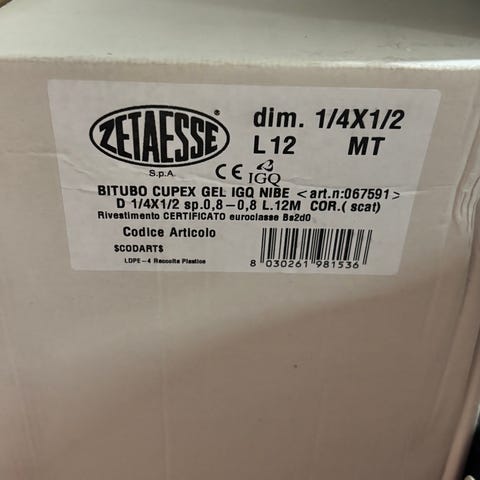 ZETAESSE®
S.p.A.
dim. 1/4X1/2
L12 MT
CE IGQ
BITUBO CUPEX GEL IGQ NIBE <art.n:067591>
D 1/4X1/2 sp.0,8-0,8 L.12M COR.(scat)
Rivestimento CERTIFICATO euroclasse Bs2d0
Codice Articolo
$CODART$
LDPE-4 Raccolta Plastica
8 030261 981536